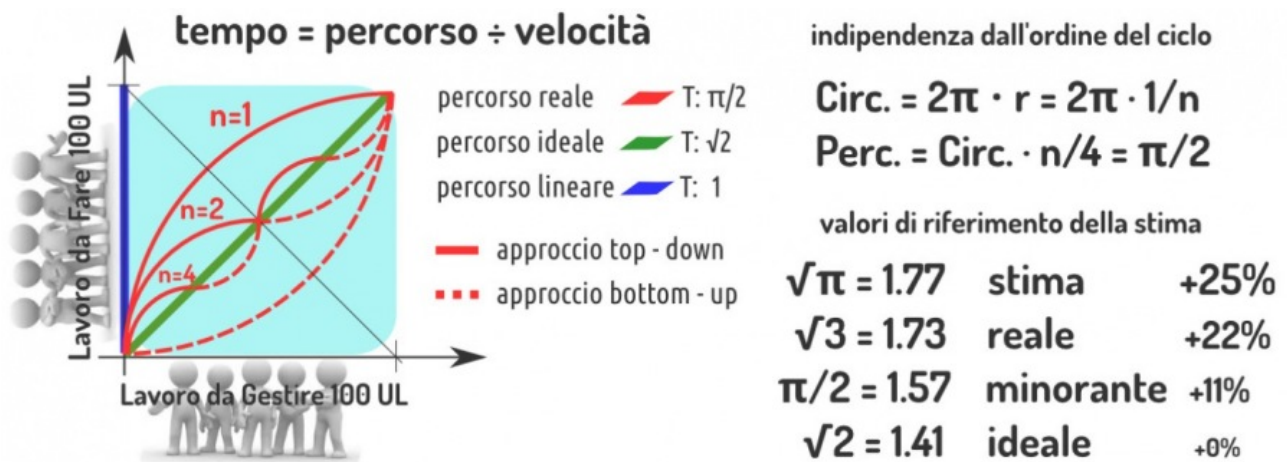 tempo = percorso ÷ velocità
Lavoro da Fare 100 UL
n=1
n=2
n=4
Lavoro da Gestire 100 UL
percorso reale T: π/2
percorso ideale T: √2
percorso lineare T: 1
approccio top - down
approccio bottom - up
indipendenza dall'ordine del ciclo
Circ. = 2π · r = 2π · 1/n
Perc. = Circ. · n/4 = π/2
valori di riferimento della stima
√π = 1.77 stima +25%
√3 = 1.73 reale +22%
π/2 = 1.57 minorante +11%
√2 = 1.41 ideale +0%